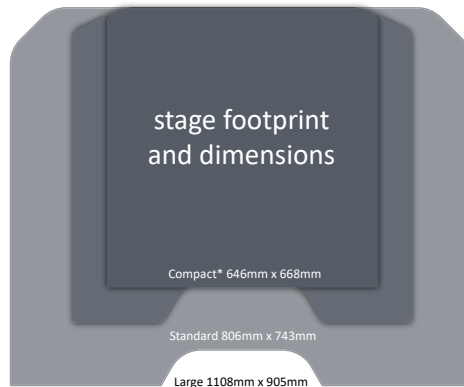 stage footprint
and dimensions
Compact* 646mm x 668mm
Standard 806mm x 743mm
Large 1108mm x 905mm